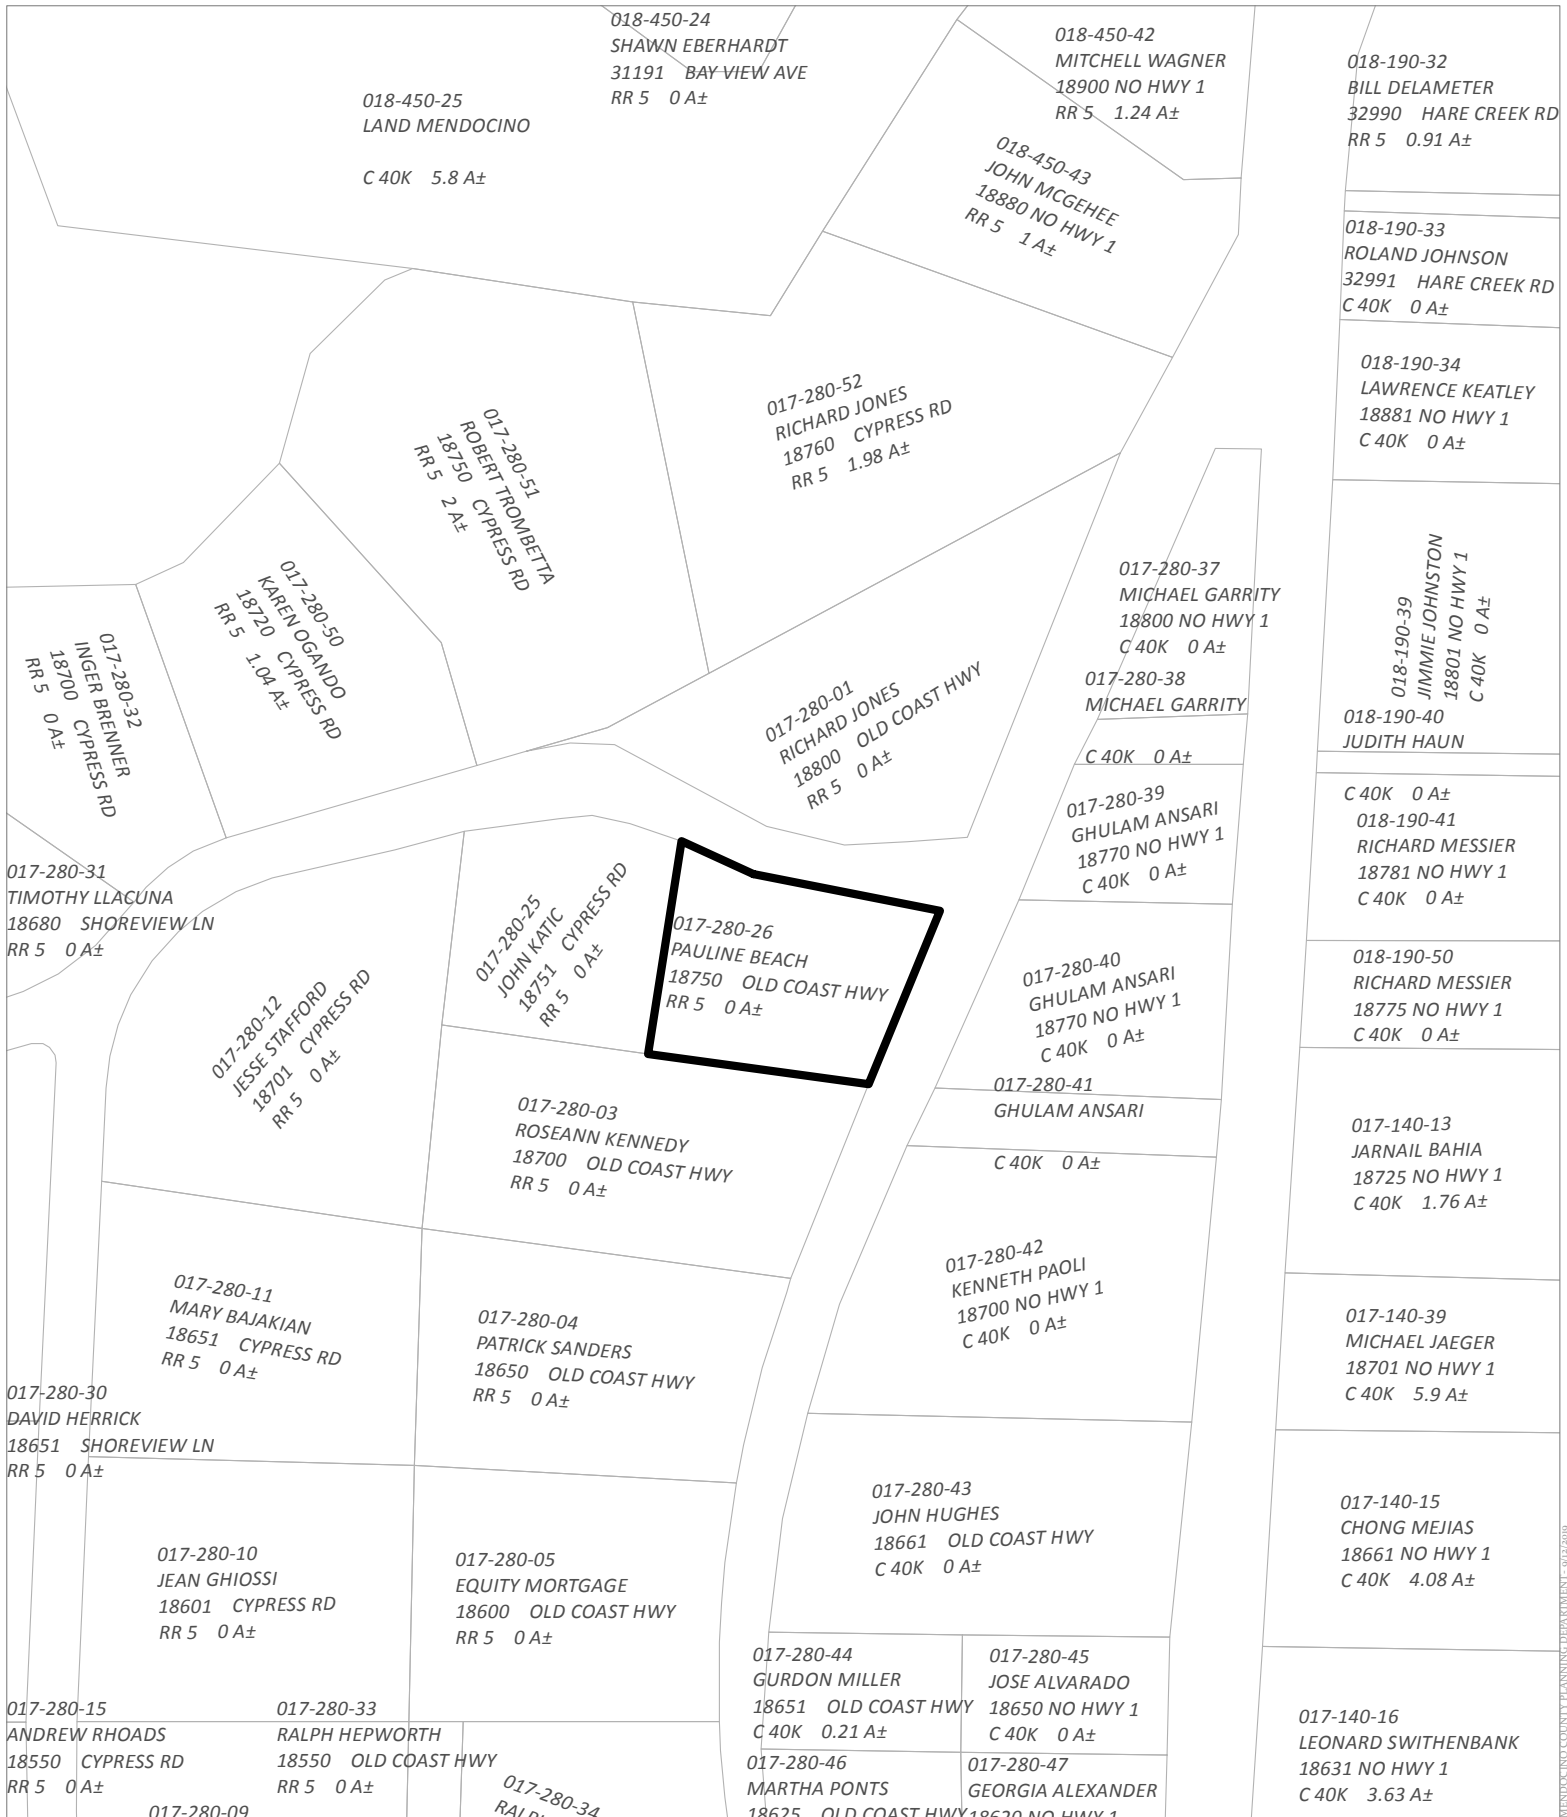 018-450-24
SHAWN EBERHARDT
31191 BAY VIEW AVE
RR 5 0 A±
018-450-25
LAND MENDOCINO
C 40K 5.8 A±
018-450-42
MITCHELL WAGNER
18900 NO HWY 1
RR 5 1.24 A±
018-190-32
BILL DELAMETER
32990 HARE CREEK RD
RR 5 0.91 A±
018-450-43
JOHN MCGEHEE
18880 NO HWY 1
RR 5 1 A±
018-190-33
ROLAND JOHNSON
32991 HARE CREEK RD
C 40K 0 A±
018-190-34
LAWRENCE KEATLEY
18881 NO HWY 1
C 40K 0 A±
017-280-52
RICHARD JONES
18760 CYPRESS RD
RR 5 1.98 A±
017-280-51
ROBERT TROMBETTA
18750 CYPRESS RD
RR 5 2 A±
017-280-50
KAREN OGANDO
18720 CYPRESS RD
RR 5 1.04 A±
017-280-32
INGER BRENNER
18700 CYPRESS RD
RR 5 0 A±
017-280-37
MICHAEL GARRITY
18800 NO HWY 1
C 40K 0 A±
017-280-38
MICHAEL GARRITY
C 40K 0 A±
018-190-39
JIMMIE JOHNSTON
18801 NO HWY 1
C 40K 0 A±
018-190-40
JUDITH HAUN
C 40K 0 A±
017-280-01
RICHARD JONES
18800 OLD COAST HWY
RR 5 0 A±
017-280-39
GHULAM ANSARI
18770 NO HWY 1
C 40K 0 A±
018-190-41
RICHARD MESSIER
18781 NO HWY 1
C 40K 0 A±
017-280-31
TIMOTHY LLACUNA
18680 SHOREVIEW LN
RR 5 0 A±
017-280-25
JOHN KATIC
18751 CYPRESS RD
RR 5 0 A±
017-280-26
PAULINE BEACH
18750 OLD COAST HWY
RR 5 0 A±
017-280-40
GHULAM ANSARI
18770 NO HWY 1
C 40K 0 A±
018-190-50
RICHARD MESSIER
18775 NO HWY 1
C 40K 0 A±
017-280-12
JESSE STAFFORD
18701 CYPRESS RD
RR 5 0 A±
017-280-41
GHULAM ANSARI
C 40K 0 A±
017-280-03
ROSEANN KENNEDY
18700 OLD COAST HWY
RR 5 0 A±
017-140-13
JARNAIL BAHIA
18725 NO HWY 1
C 40K 1.76 A±
017-280-42
KENNETH PAOLI
18700 NO HWY 1
C 40K 0 A±
017-280-11
MARY BAJAKIAN
18651 CYPRESS RD
RR 5 0 A±
017-280-04
PATRICK SANDERS
18650 OLD COAST HWY
RR 5 0 A±
017-140-39
MICHAEL JAEGER
18701 NO HWY 1
C 40K 5.9 A±
017-280-30
DAVID HERRICK
18651 SHOREVIEW LN
RR 5 0 A±
017-280-43
JOHN HUGHES
18661 OLD COAST HWY
C 40K 0 A±
017-140-15
CHONG MEJIAS
18661 NO HWY 1
C 40K 4.08 A±
017-280-10
JEAN GHIOSSI
18601 CYPRESS RD
RR 5 0 A±
017-280-05
EQUITY MORTGAGE
18600 OLD COAST HWY
RR 5 0 A±
017-280-44
GURDON MILLER
18651 OLD COAST HWY
C 40K 0.21 A±
017-280-45
JOSE ALVARADO
18650 NO HWY 1
C 40K 0 A±
017-280-15
ANDREW RHOADS
18550 CYPRESS RD
RR 5 0 A±
017-280-33
RALPH HEPWORTH
18550 OLD COAST HWY
RR 5 0 A±
017-140-16
LEONARD SWITHENBANK
18631 NO HWY 1
C 40K 3.63 A±
017-280-46
MARTHA PONTS
18625 OLD COAST HWY
017-280-47
GEORGIA ALEXANDER
18620 NO HWY 1
017-280-34
017-280-09
MENDOCINO COUNTY PLANNING DEPARTMENT - 9/12/2019